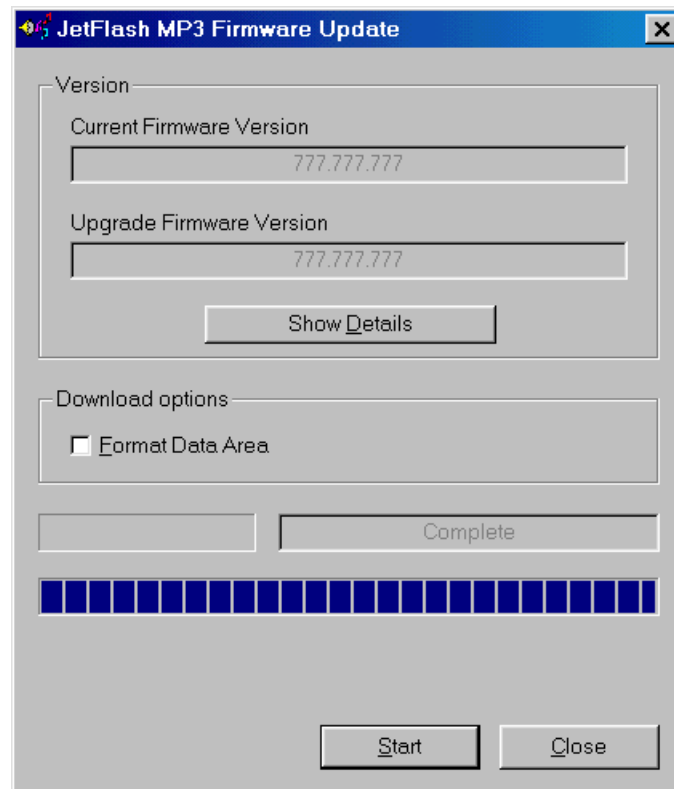 JetFlash MP3 Firmware Update
Version
Current Firmware Version
777.777.777
Upgrade Firmware Version
777.777.777
Show Details
Download options
Format Data Area
Complete
Start
Close